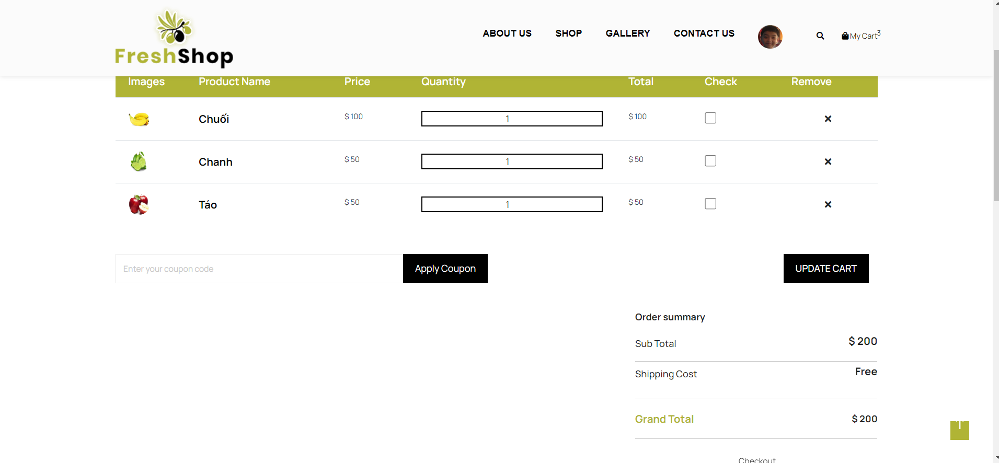 ABOUT US SHOP GALLERY CONTACT US My Cart 3
FreshShop
Images Product Name Price Quantity Total Check Remove
Chuối $ 100 1 $ 100
Chanh $ 50 1 $ 50
Táo $ 50 1 $ 50
Enter your coupon code Apply Coupon UPDATE CART
Order summary
Sub Total $ 200
Shipping Cost Free
Grand Total $ 200
Checkout